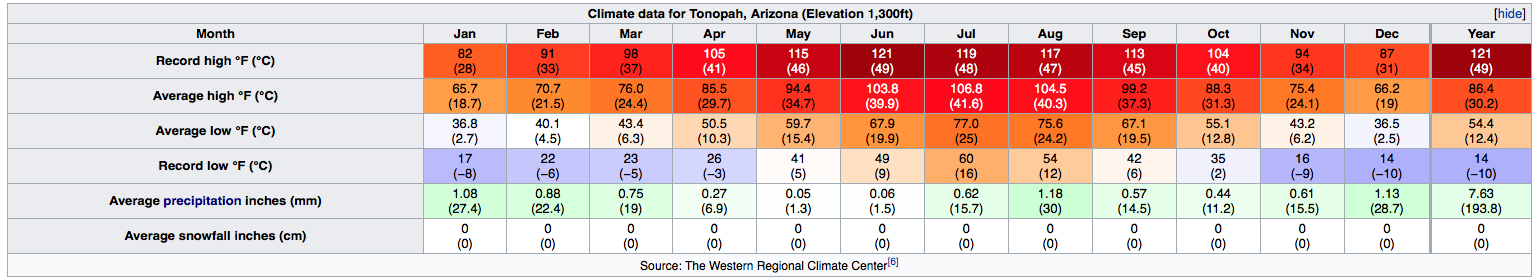 Climate data for Tonopah, Arizona (Elevation 1,300ft) [hide]
Month Jan Feb Mar Apr May Jun Jul Aug Sep Oct Nov Dec Year
Record high °F (°C) 82 (28) 91 (33) 98 (37) 105 (41) 115 (46) 121 (49) 119 (48) 117 (47) 113 (45) 104 (40) 94 (34) 87 (31) 121 (49)
Average high °F (°C) 65.7 (18.7) 70.7 (21.5) 76.0 (24.4) 85.5 (29.7) 94.4 (34.7) 103.8 (39.9) 106.8 (41.6) 104.5 (40.3) 99.2 (37.3) 88.3 (31.3) 75.4 (24.1) 66.2 (19) 86.4 (30.2)
Average low °F (°C) 36.8 (2.7) 40.1 (4.5) 43.4 (6.3) 50.5 (10.3) 59.7 (15.4) 67.9 (19.9) 77.0 (25) 75.6 (24.2) 67.1 (19.5) 55.1 (12.8) 43.2 (6.2) 36.5 (2.5) 54.4 (12.4)
Record low °F (°C) 17 (−8) 22 (−6) 23 (−5) 26 (−3) 41 (5) 49 (9) 60 (16) 54 (12) 42 (6) 35 (2) 16 (−9) 14 (−10) 14 (−10)
Average precipitation inches (mm) 1.08 (27.4) 0.88 (22.4) 0.75 (19) 0.27 (6.9) 0.05 (1.3) 0.06 (1.5) 0.62 (15.7) 1.18 (30) 0.57 (14.5) 0.44 (11.2) 0.61 (15.5) 1.13 (28.7) 7.63 (193.8)
Average snowfall inches (cm) 0 (0) 0 (0) 0 (0) 0 (0) 0 (0) 0 (0) 0 (0) 0 (0) 0 (0) 0 (0) 0 (0) 0 (0) 0 (0)
Source: The Western Regional Climate Center[6]